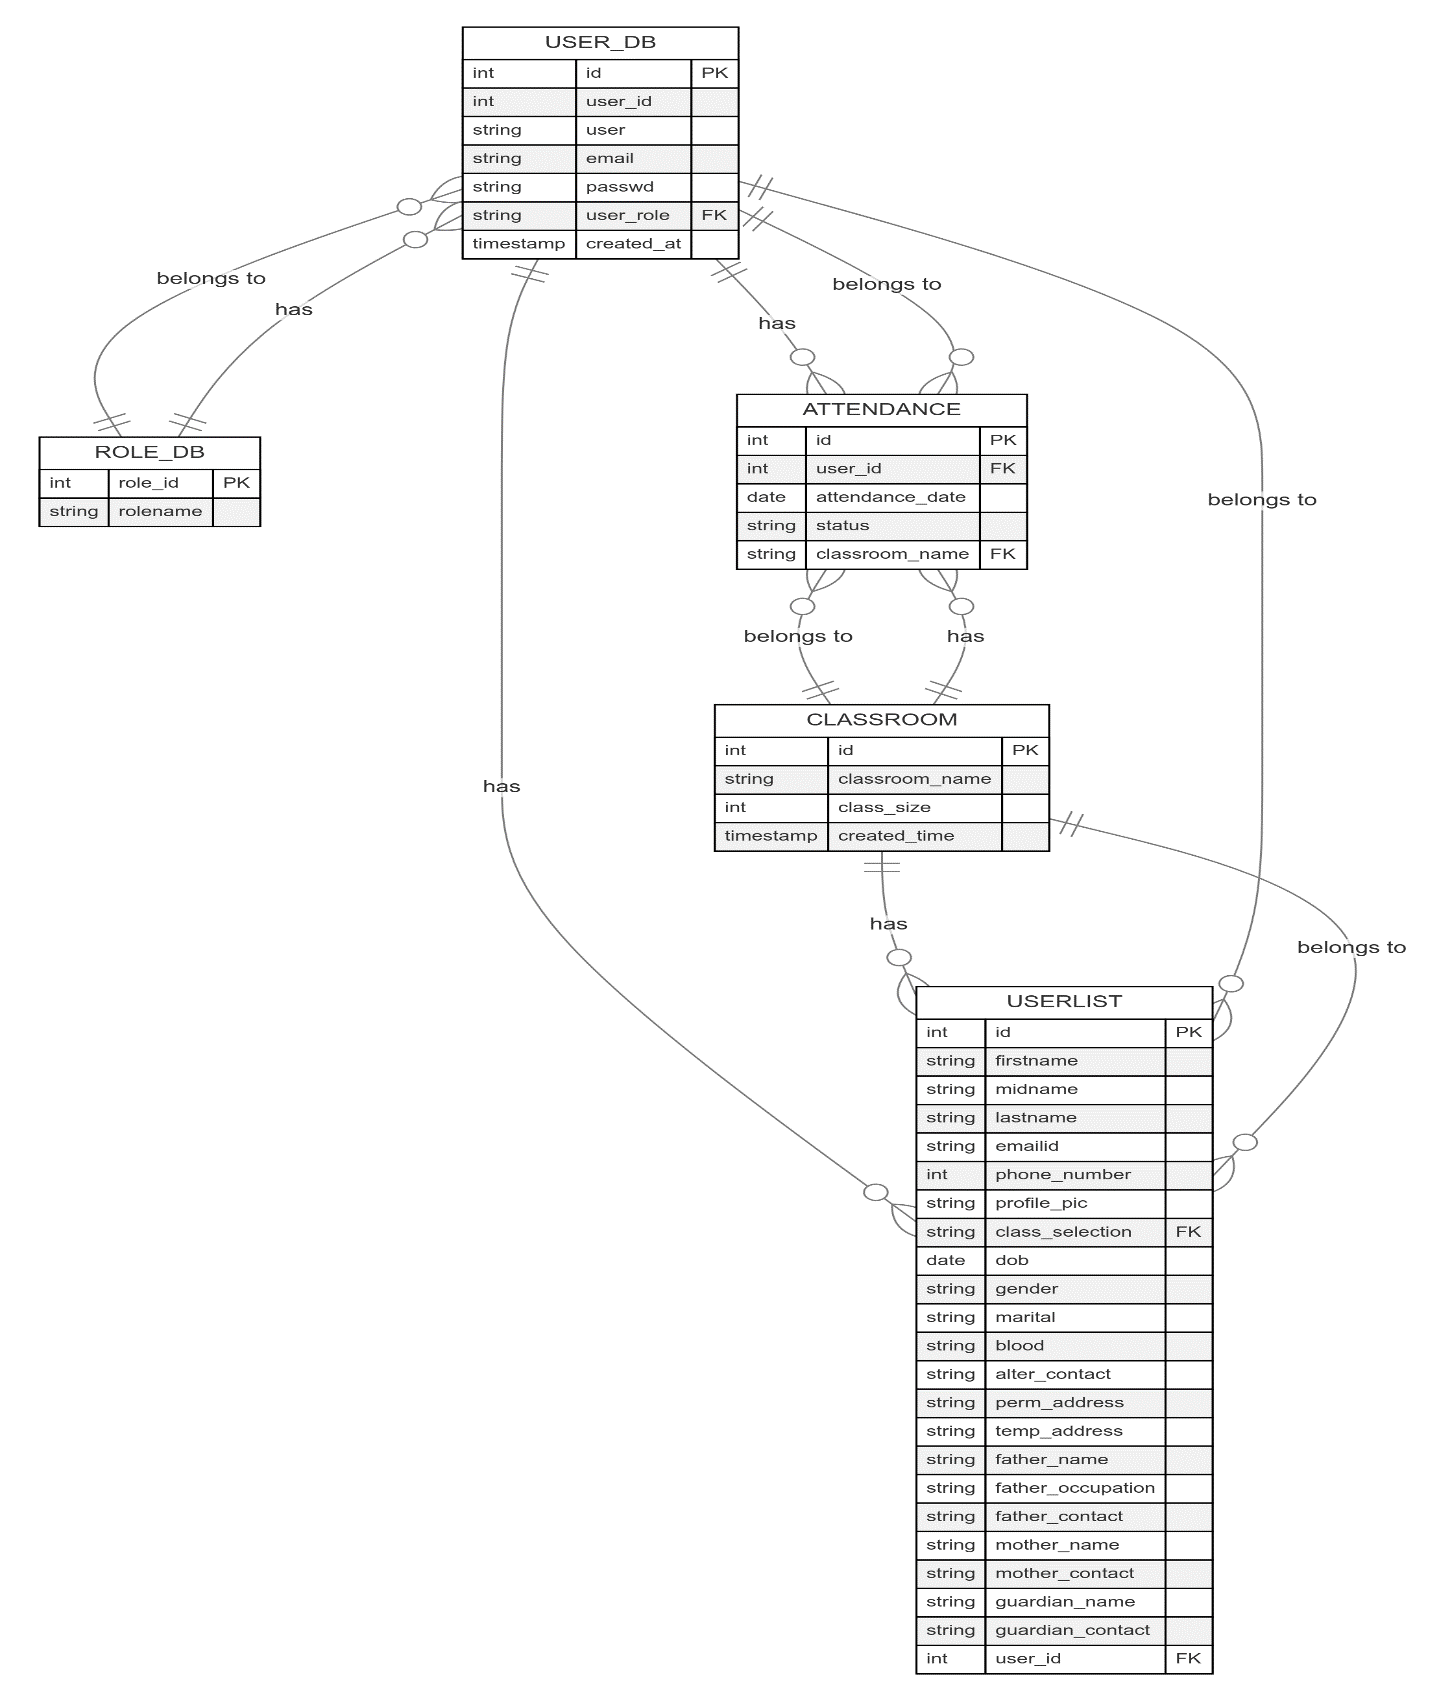 USER_DB
int id PK
int user_id
string user
string email
string passwd
string user_role FK
timestamp created_at
belongs to
has
belongs to
has
ROLE_DB
int role_id PK
string rolename
ATTENDANCE
int id PK
int user_id FK
date attendance_date
string status
string classroom_name FK
belongs to
belongs to
has
CLASSROOM
int id PK
string classroom_name
int class_size
timestamp created_time
has
has
belongs to
USERLIST
int id PK
string firstname
string midname
string lastname
string emailid
int phone_number
string profile_pic
string class_selection FK
date dob
string gender
string marital
string blood
string alter_contact
string perm_address
string temp_address
string father_name
string father_occupation
string father_contact
string mother_name
string mother_contact
string guardian_name
string guardian_contact
int user_id FK